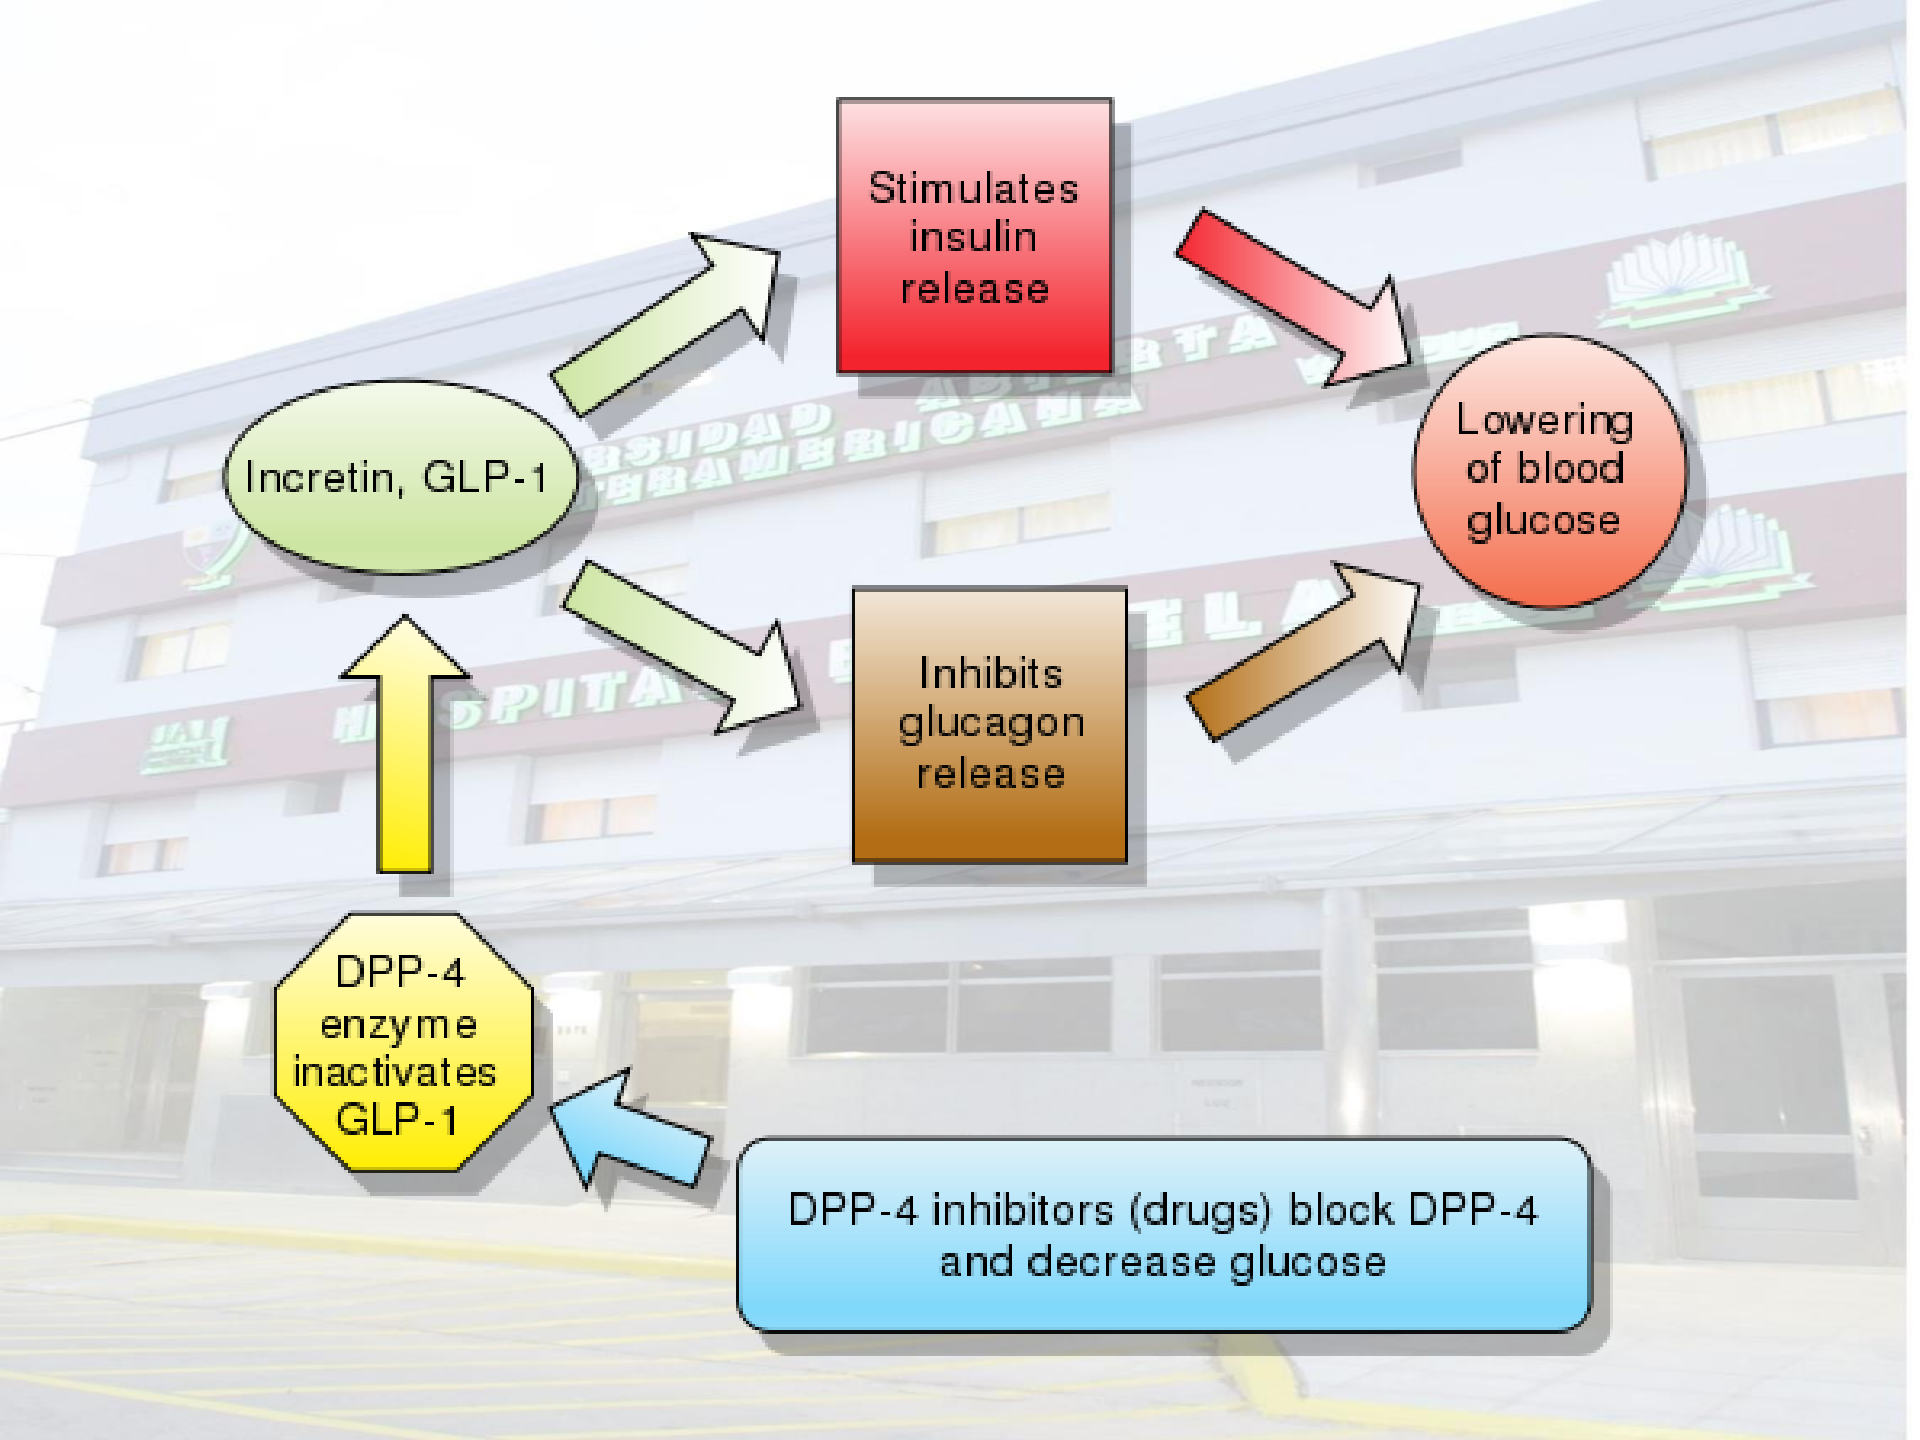 Stimulates
insulin
release
Incretin, GLP-1
Lowering
of blood
glucose
Inhibits
glucagon
release
DPP-4
enzyme
inactivates
GLP-1
DPP-4 inhibitors (drugs) block DPP-4
and decrease glucose